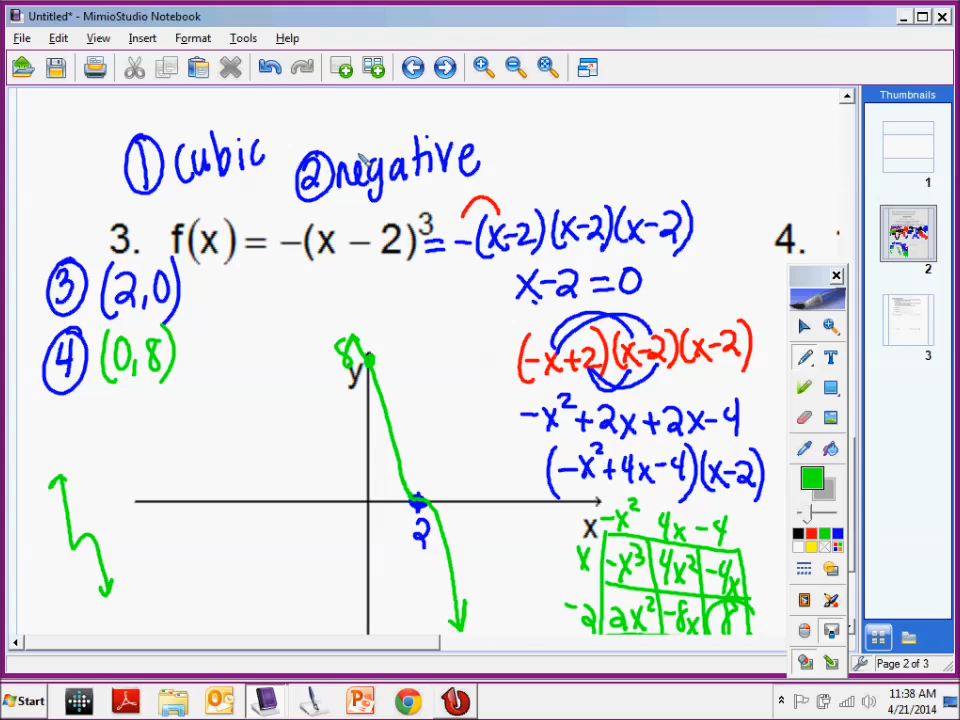 Untitled* - MimioStudio Notebook
File Edit View Insert Format Tools Help
Thumbnails
① cubic ② negative
3. f(x) = −(x − 2)³ = −(x−2)(x−2)(x−2)
4.
③ (2,0)
x−2 = 0
④ (0,8)
(−x+2)(x−2)(x−2)
8
y
−x²+2x+2x−4
(−x²+4x−4)(x−2)
x
2
−x² 4x −4
x −x³ 4x² −4x
−2 2x² −8x 8
1
2
3
T
Page 2 of 3
Start
11:38 AM
4/21/2014